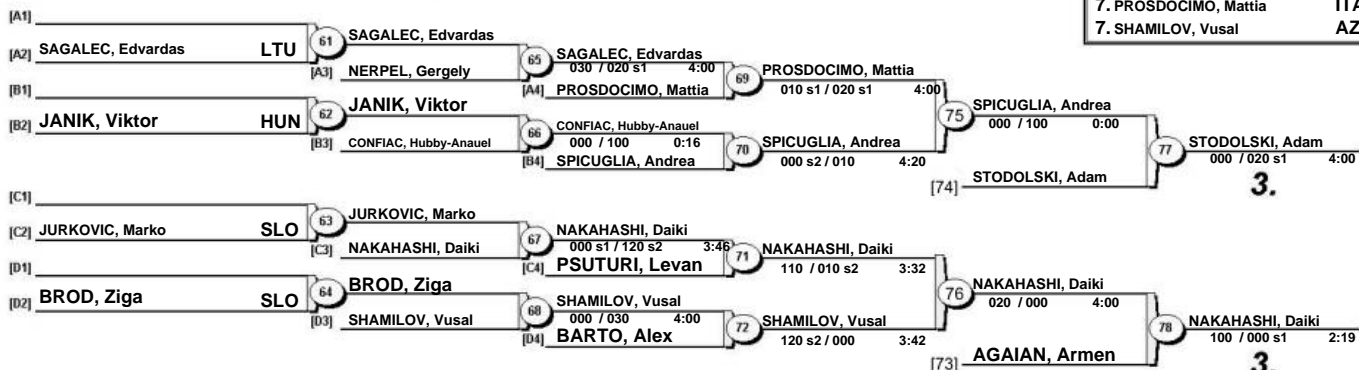 7. PROSDOCIMO, Mattia ITA
7. SHAMILOV, Vusal AZ
[A1]
[A2] SAGALEC, Edvardas LTU
61
SAGALEC, Edvardas
[A3] NERPEL, Gergely
65
SAGALEC, Edvardas
030 / 020 s1 4:00
[A4] PROSDOCIMO, Mattia
69
PROSDOCIMO, Mattia
010 s1 / 020 s1 4:00
[B1]
[B2] JANIK, Viktor HUN
62
JANIK, Viktor
[B3] CONFIAC, Hubby-Anauel
66
CONFIAC, Hubby-Anauel
000 / 100 0:16
[B4] SPICUGLIA, Andrea
70
SPICUGLIA, Andrea
000 s2 / 010 4:20
75
SPICUGLIA, Andrea
000 / 100 0:00
[74] STODOLSKI, Adam
77
STODOLSKI, Adam
000 / 020 s1 4:00
3.
[C1]
[C2] JURKOVIC, Marko SLO
63
JURKOVIC, Marko
[C3] NAKAHASHI, Daiki
67
NAKAHASHI, Daiki
000 s1 / 120 s2 3:46
[C4] PSUTURI, Levan
71
NAKAHASHI, Daiki
110 / 010 s2 3:32
[D1]
[D2] BROD, Ziga SLO
64
BROD, Ziga
[D3] SHAMILOV, Vusal
68
SHAMILOV, Vusal
000 / 030 4:00
[D4] BARTO, Alex
72
SHAMILOV, Vusal
120 s2 / 000 3:42
76
NAKAHASHI, Daiki
020 / 000 4:00
[73] AGAIAN, Armen
78
NAKAHASHI, Daiki
100 / 000 s1 2:19
3.